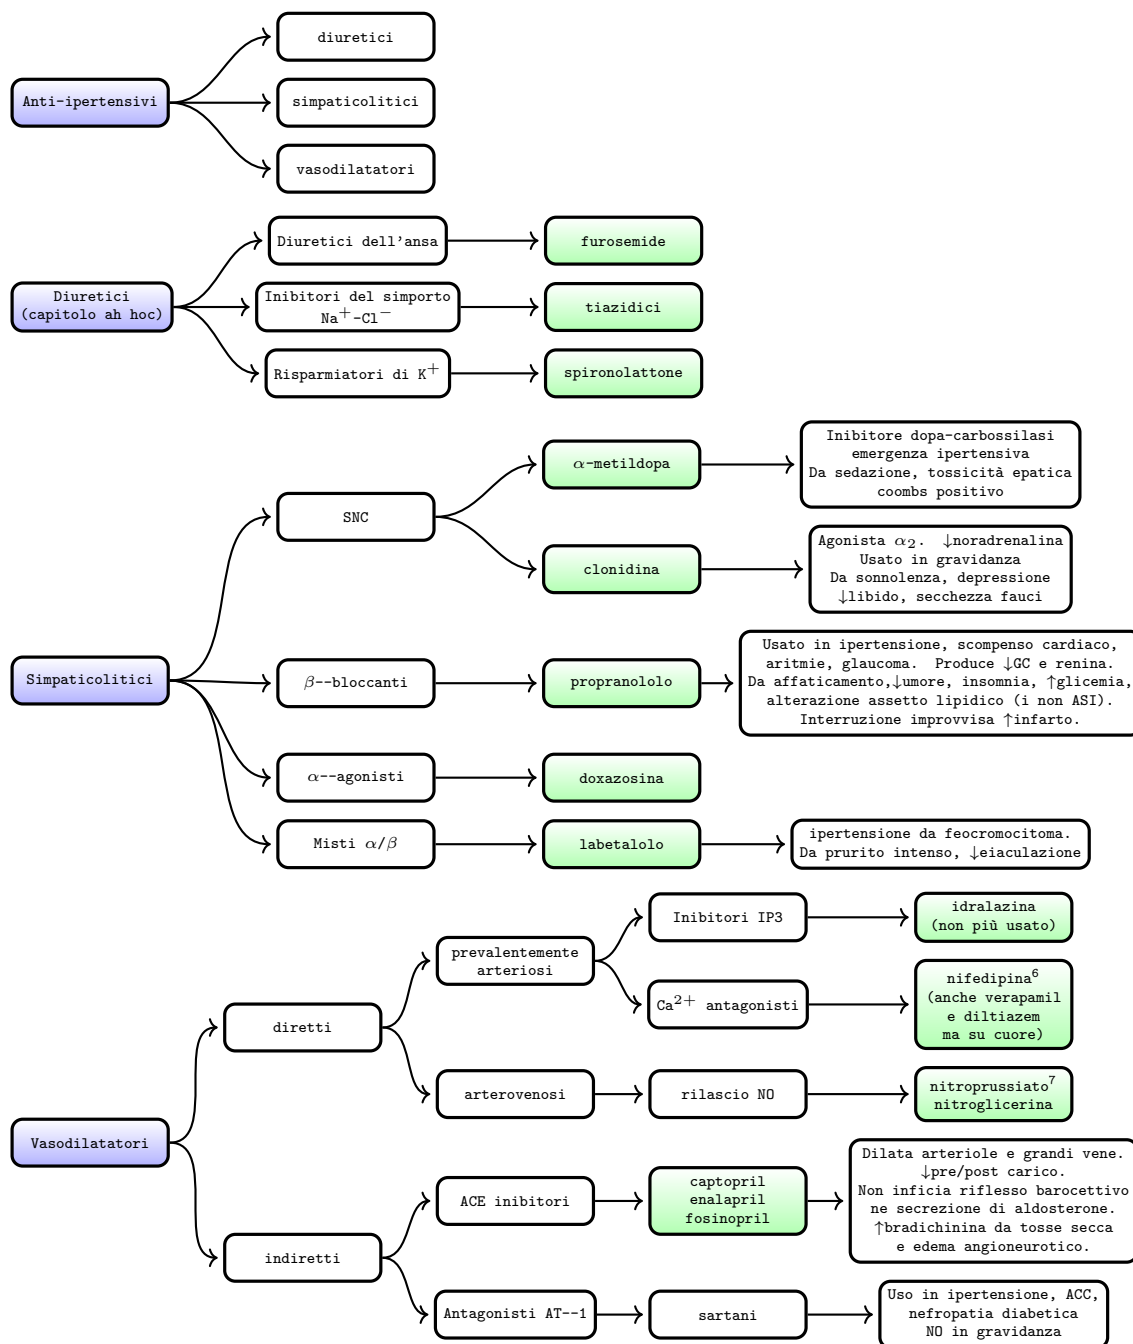 Anti-ipertensivi
diuretici
simpaticolitici
vasodilatatori
Diuretici
(capitolo ah hoc)
Diuretici dell'ansa
furosemide
Inibitori del simporto
Na⁺-Cl⁻
tiazidici
Risparmiatori di K⁺
spironolattone
Simpaticolitici
SNC
α-metildopa
Inibitore dopa-carbossilasi
emergenza ipertensiva
Da sedazione, tossicità epatica
coombs positivo
clonidina
Agonista α₂. ↓noradrenalina
Usato in gravidanza
Da sonnolenza, depressione
↓libido, secchezza fauci
β--bloccanti
propranololo
Usato in ipertensione, scompenso cardiaco,
aritmie, glaucoma. Produce ↓GC e renina.
Da affaticamento,↓umore, insomnia, ↑glicemia,
alterazione assetto lipidico (i non ASI).
Interruzione improvvisa ↑infarto.
α--agonisti
doxazosina
Misti α/β
labetalolo
ipertensione da feocromocitoma.
Da prurito intenso, ↓eiaculazione
Vasodilatatori
diretti
prevalentemente
arteriosi
Inibitori IP3
idralazina
(non più usato)
Ca²⁺ antagonisti
nifedipina⁶
(anche verapamil
e diltiazem
ma su cuore)
arterovenosi
rilascio NO
nitroprussiato⁷
nitroglicerina
indiretti
ACE inibitori
captopril
enalapril
fosinopril
Dilata arteriole e grandi vene.
↓pre/post carico.
Non inficia riflesso barocettivo
ne secrezione di aldosterone.
↑bradichinina da tosse secca
e edema angioneurotico.
Antagonisti AT--1
sartani
Uso in ipertensione, ACC,
nefropatia diabetica
NO in gravidanza